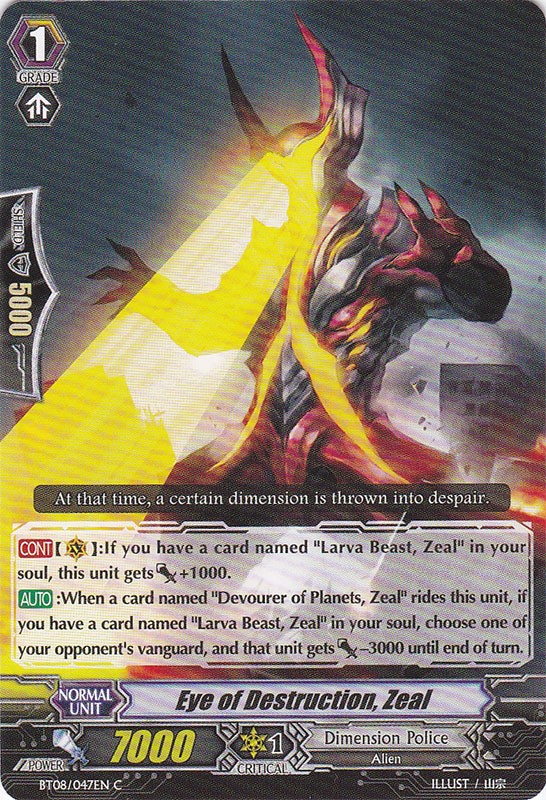 1
GRADE
SHIELD
5000
At that time, a certain dimension is thrown into despair.
CONT【 】:If you have a card named "Larva Beast, Zeal" in your
soul, this unit gets +1000.
AUTO :When a card named "Devourer of Planets, Zeal" rides this unit, if
you have a card named "Larva Beast, Zeal" in your soul, choose one of
your opponent's vanguard, and that unit gets –3000 until end of turn.
NORMAL
UNIT
Eye of Destruction, Zeal
POWER
7000
1
CRITICAL
Dimension Police
Alien
BT08/047EN C
ILLUST / 山宗